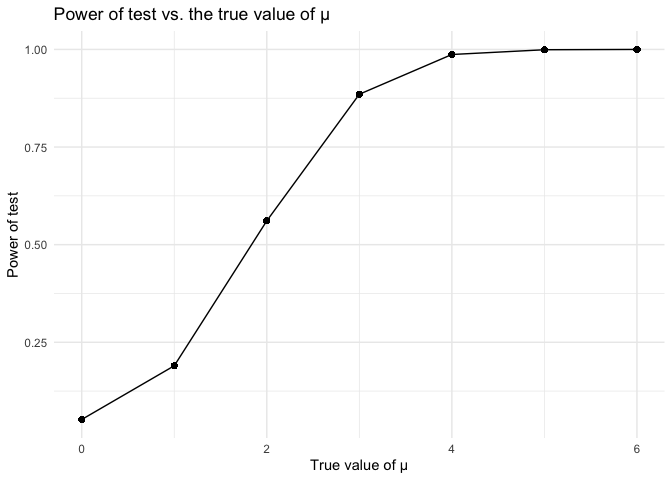 Power of test vs. the true value of μ
1.00
0.75
0.50
0.25
Power of test
0 2 4 6
True value of μ